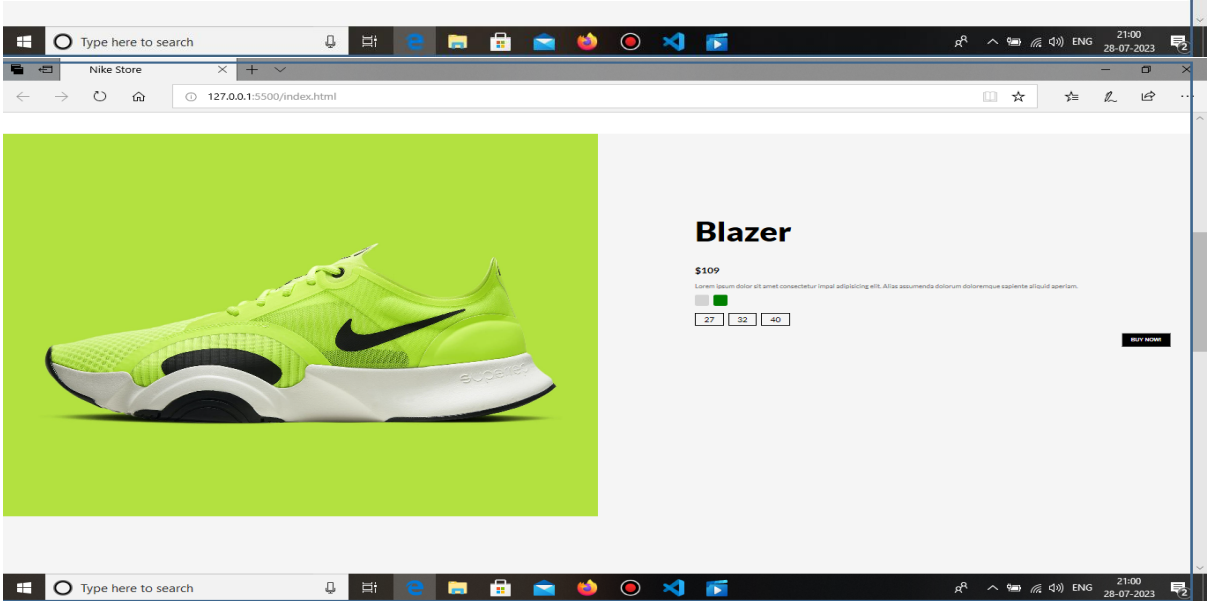 Type here to search
ENG
21:00
28-07-2023
2
Nike Store
127.0.0.1:5500/index.html
Blazer
$109
Lorem ipsum dolor sit amet consectetur impal adipisicing elit. Alias assumenda dolorum doloremque sapiente aliquid aperiam.
27 32 40
BUY NOW!
Type here to search
ENG
21:00
28-07-2023
2